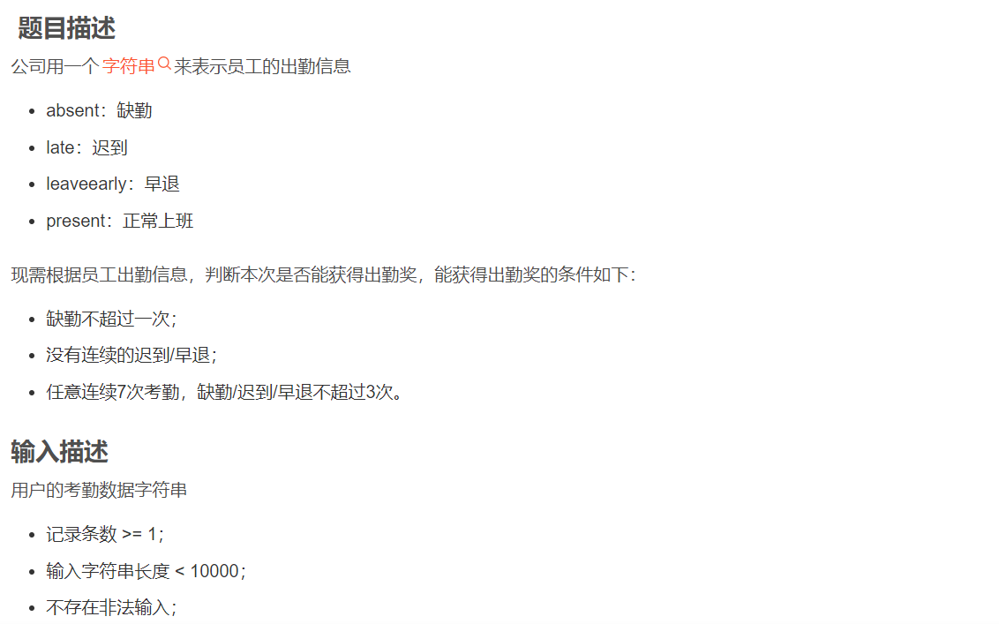 题目描述
公司用一个 字符串 来表示员工的出勤信息
absent：缺勤
late：迟到
leaveearly：早退
present：正常上班
现需根据员工出勤信息，判断本次是否能获得出勤奖，能获得出勤奖的条件如下：
缺勤不超过一次；
没有连续的迟到/早退；
任意连续7次考勤，缺勤/迟到/早退不超过3次。
输入描述
用户的考勤数据字符串
记录条数 >= 1；
输入字符串长度 < 10000；
不存在非法输入；